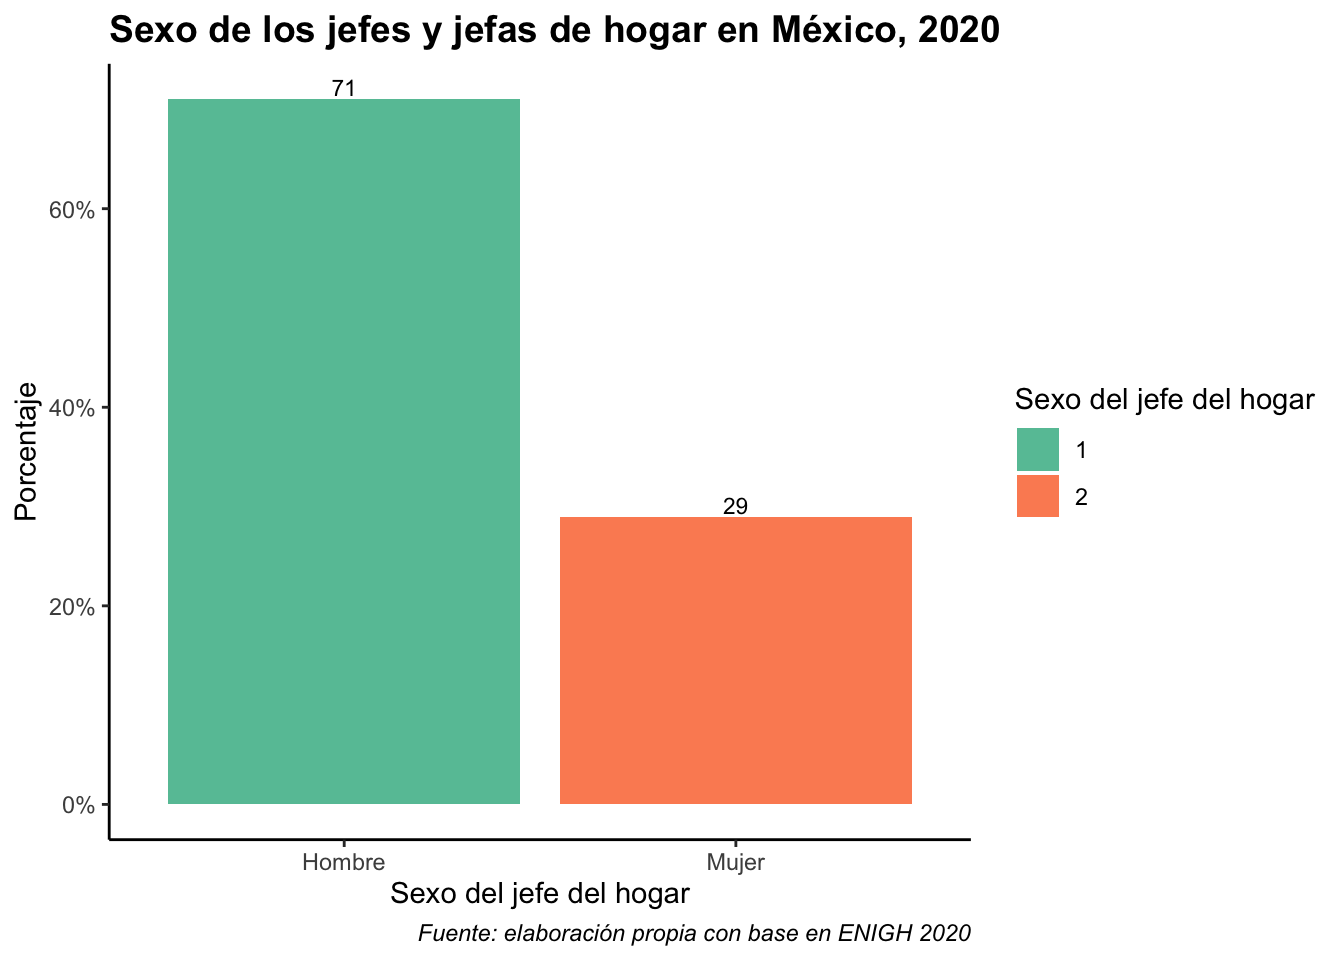 Sexo de los jefes y jefas de hogar en México, 2020
71
60%
40%
Porcentaje
29
20%
0%
Hombre
Mujer
Sexo del jefe del hogar
Fuente: elaboración propia con base en ENIGH 2020
Sexo del jefe del hogar
1
2